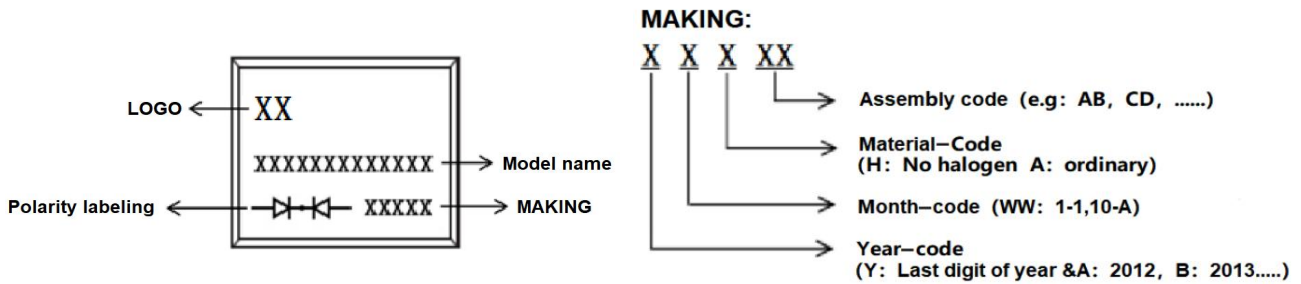 MAKING:
X X X XX
LOGO
XX
Assembly code (e.g: AB, CD, ......)
XXXXXXXXXXXXX
Model name
Material-Code
(H: No halogen A: ordinary)
Polarity labeling
XXXXX
MAKING
Month-code (WW: 1-1,10-A)
Year-code
(Y: Last digit of year &A: 2012, B: 2013.....)